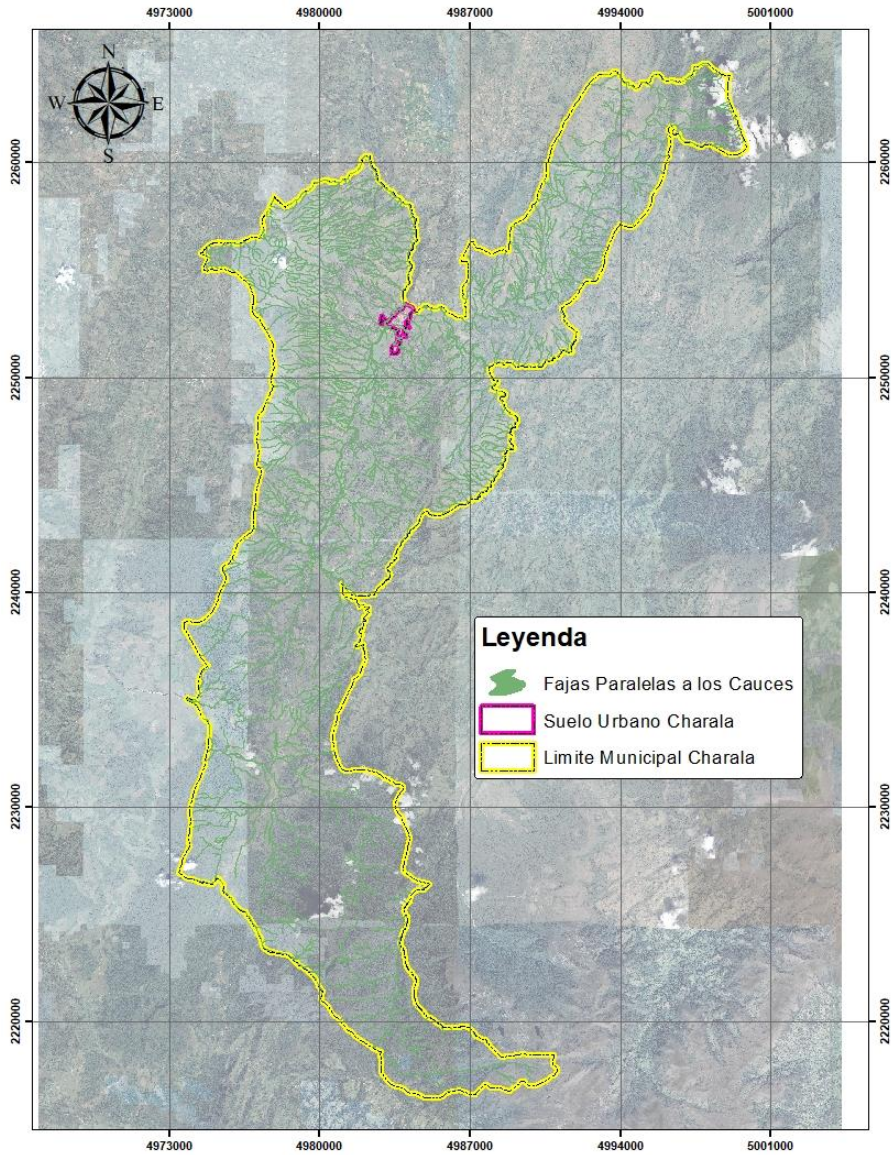 4973000 4980000 4987000 4994000 5001000
N
W E
S
2260000 2260000
2250000 2250000
2240000 2240000
Leyenda
Fajas Paralelas a los Cauces
Suelo Urbano Charala
Limite Municipal Charala
2230000 2230000
2220000 2220000
4973000 4980000 4987000 4994000 5001000